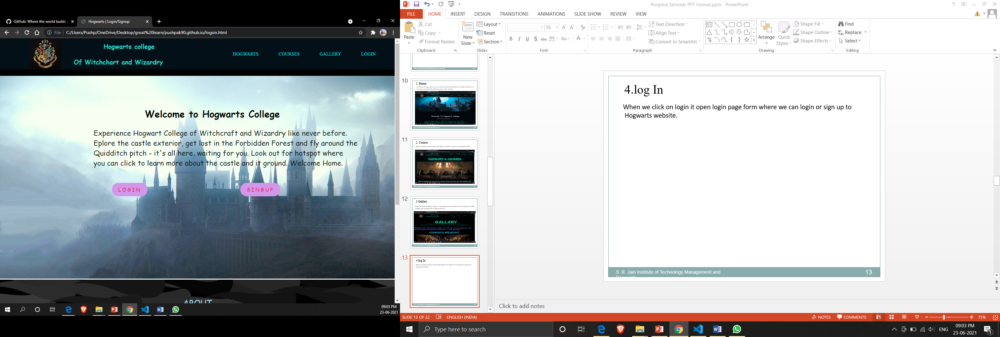 GitHub: Where the world builds s
Hogwarts | Login/Signup
File
C:/Users/Pushp/OneDrive/Desktop/great%20learn/pushpak90.github.io/logsin.html
Hogwarts college
Of Witchchart and Wizardry
HOGWARTS COURSES GALLERY LOGIN
Welcome to Hogwarts College
Experience Hogwart College of Witchcraft and Wizardry like never before.
Eplore the castle exterior, get lost in the Forbidden Forest and fly around the
Quidditch pitch - it's all here, waiting for you. Look out for hotspot where
you can click to learn more about the castle and it ground. Welcome Home.
LOGIN SINGUP
ABOUT
09:03 PM
23-06-2021
Progress Seminar PPT Format.pptx - PowerPoint
FILE HOME INSERT DESIGN TRANSITIONS ANIMATIONS SLIDE SHOW REVIEW VIEW
Paste
Cut
Copy
Format Painter
Clipboard
New Slide
Layout
Reset
Section
Slides
18
B I U S abc AV Aa A
Font
Text Direction
Align Text
Convert to SmartArt
Paragraph
Arrange
Quick Styles
Shape Fill
Shape Outline
Shape Effects
Drawing
Find
Replace
Select
Editing
10
1. Home
Welcome To Hogwarts College
11
2. Course
HOGWART'S COURSES
12
3.Gallery
GALLARY
HOGWARTS BREAKFAST
13
4.log In
4.log In
When we click on login it open login page form where we can login or sign up to
Hogwarts website.
S. B. Jain Institute of Technology Management and
13
Click to add notes
SLIDE 13 OF 22 ENGLISH (INDIA)
NOTES COMMENTS 75%
Type here to search
ENG
09:03 PM
23-06-2021
1